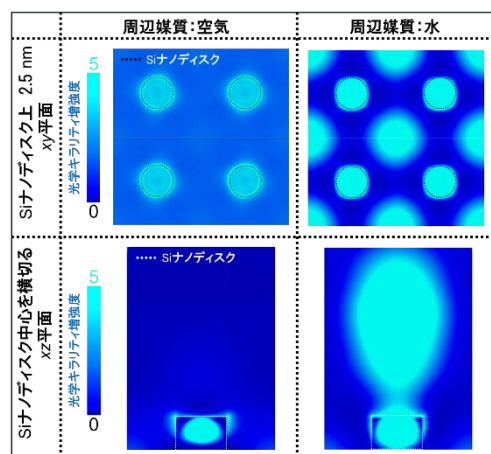 周辺媒質:空気
周辺媒質:水
Siナノディスク上 2.5 nm
xy平面
5
光学キラリティ増強度
0
Siナノディスク
Siナノディスク中心を横切る
xz平面
5
光学キラリティ増強度
0
Siナノディスク